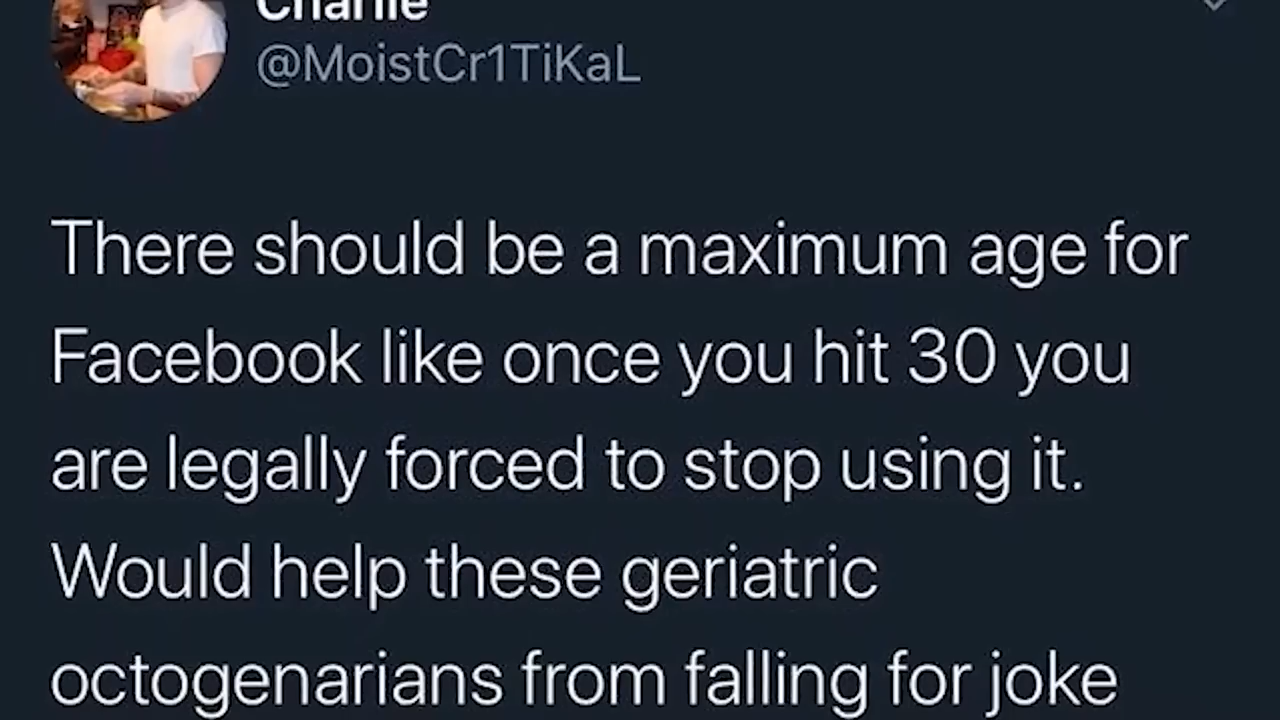 Charlie
@MoistCr1TiKaL
There should be a maximum age for
Facebook like once you hit 30 you
are legally forced to stop using it.
Would help these geriatric
octogenarians from falling for joke